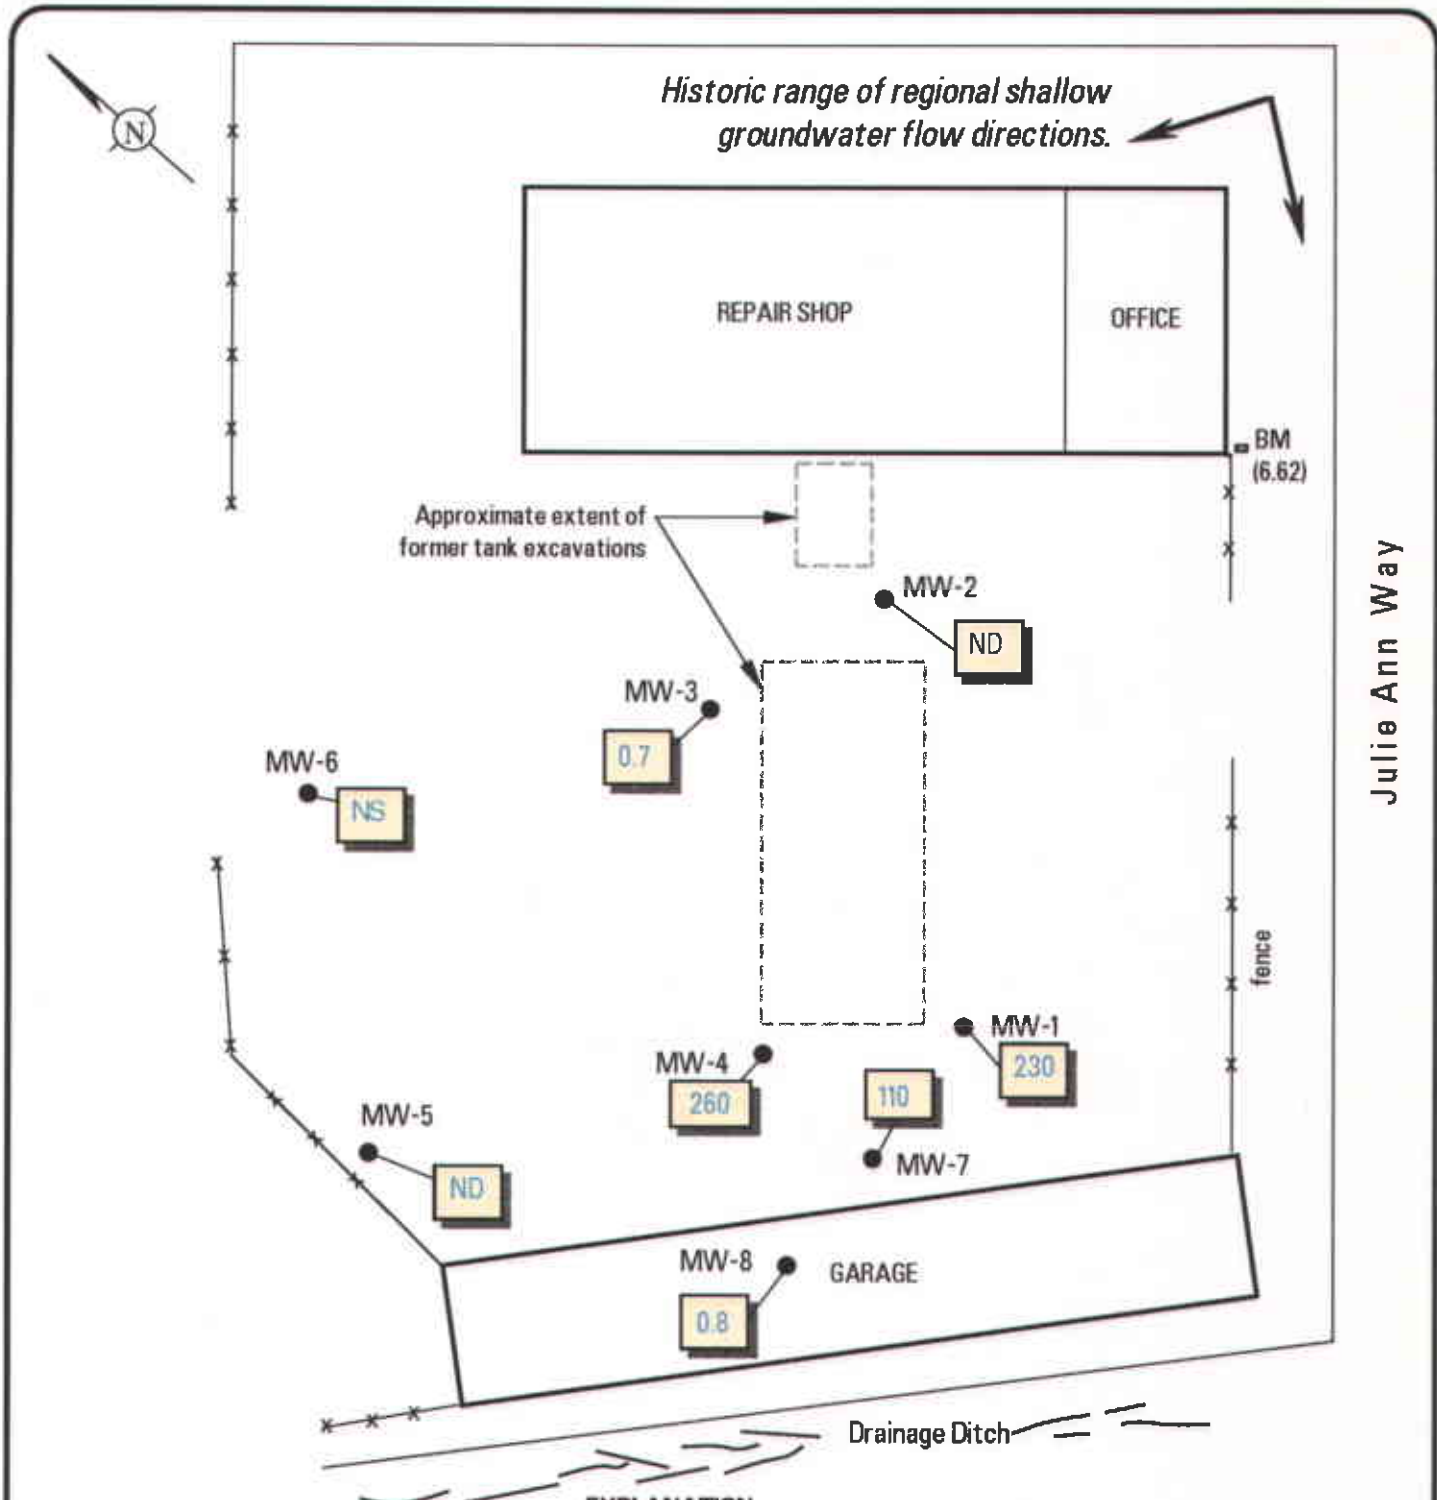 N
Historic range of regional shallow
groundwater flow directions.
REPAIR SHOP
OFFICE
BM
(6.62)
Approximate extent of
former tank excavations
MW-2
ND
MW-3
0.7
MW-6
NS
Julie Ann Way
fence
MW-1
230
MW-4
260
110
MW-7
MW-5
ND
MW-8
0.8
GARAGE
Drainage Ditch
EXPLANATION